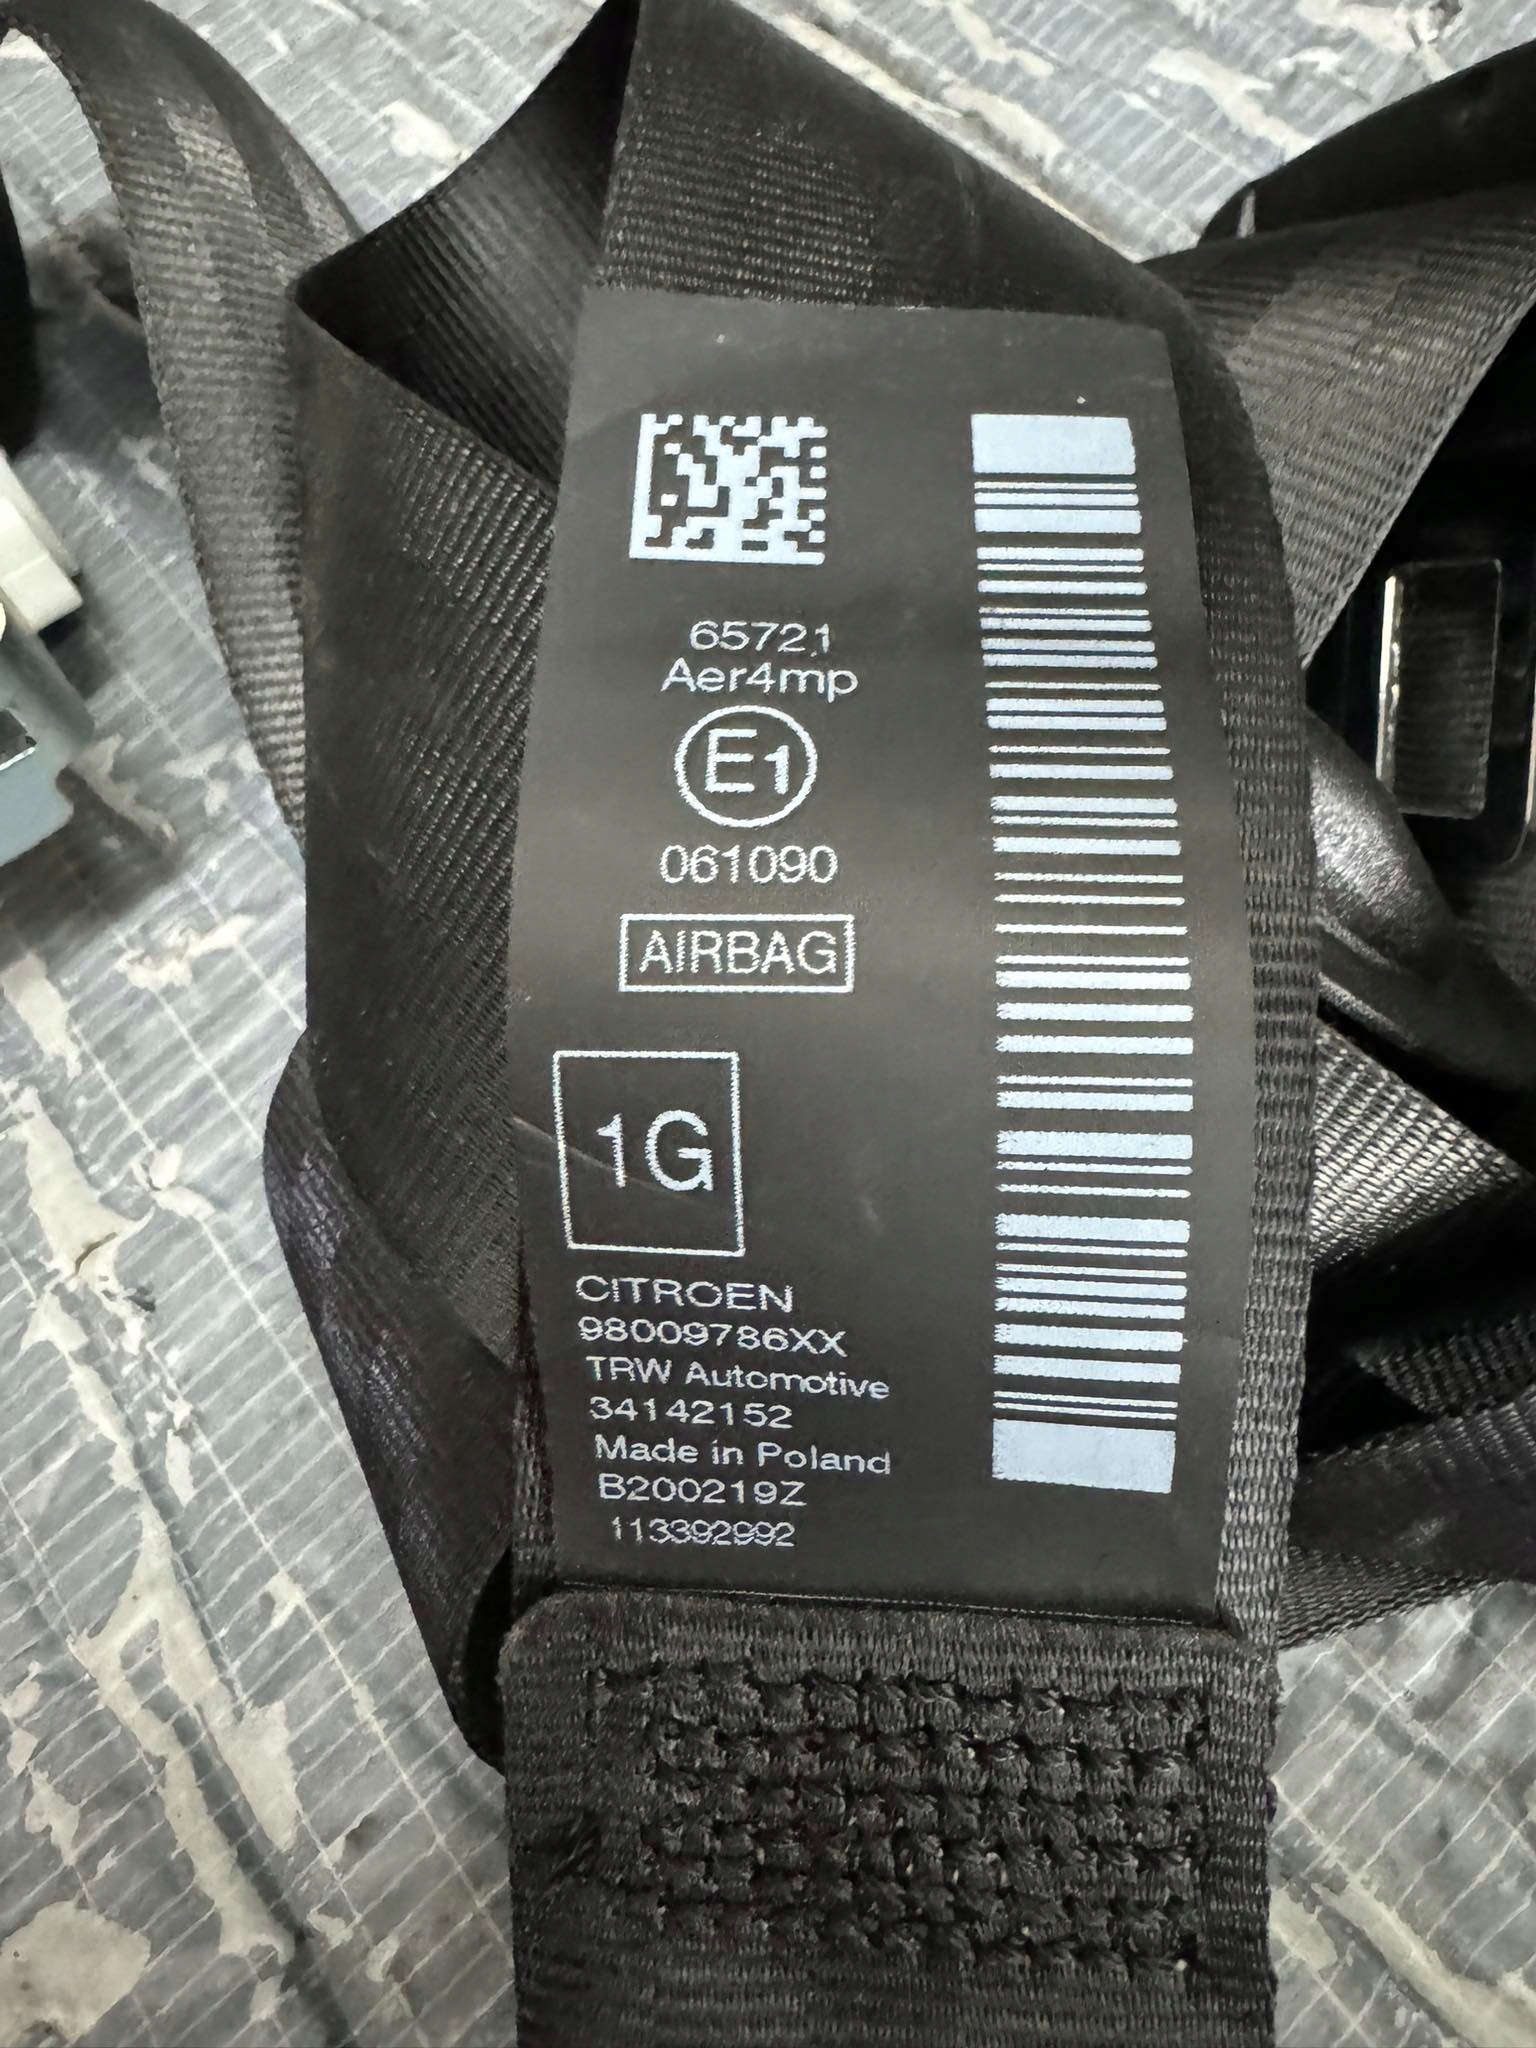 65721
Aer4mp
E1
061090
AIRBAG
1G
CITROEN
98009786XX
TRW Automotive
34142152
Made in Poland
B200219Z
113392992